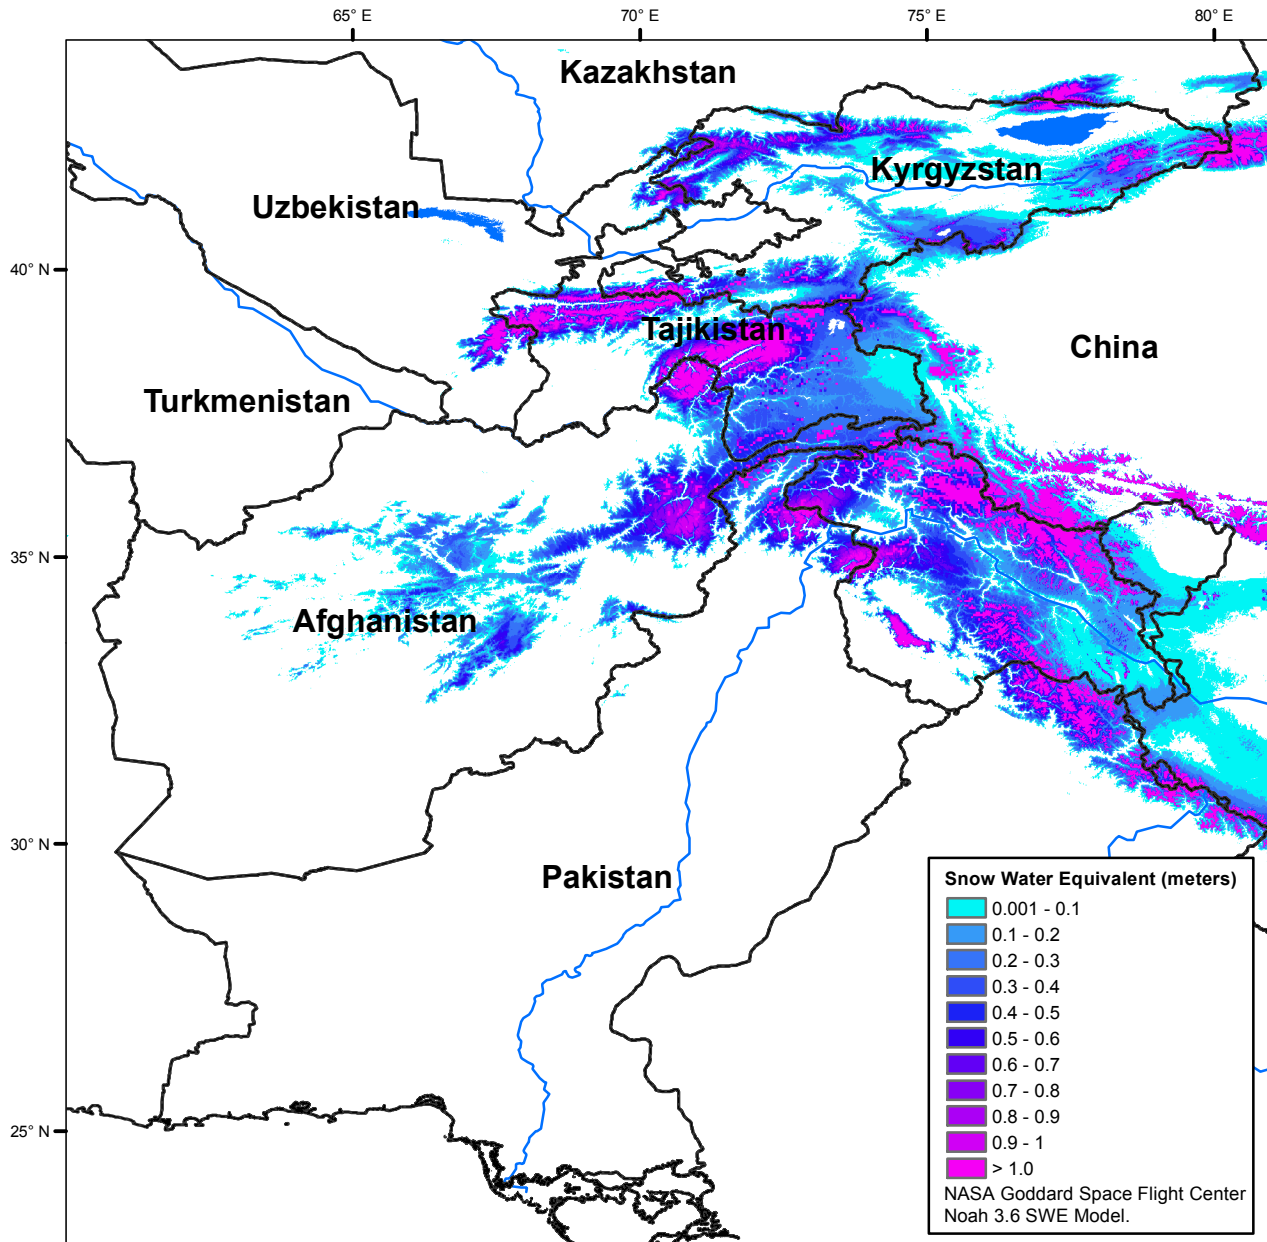 65° E
70° E
75° E
80° E
Kazakhstan
Kyrgyzstan
Uzbekistan
40° N
Tajikistan
China
Turkmenistan
35° N
Afghanistan
30° N
Pakistan
25° N
Snow Water Equivalent (meters)
0.001 - 0.1
0.1 - 0.2
0.2 - 0.3
0.3 - 0.4
0.4 - 0.5
0.5 - 0.6
0.6 - 0.7
0.7 - 0.8
0.8 - 0.9
0.9 - 1
> 1.0
NASA Goddard Space Flight Center
Noah 3.6 SWE Model.